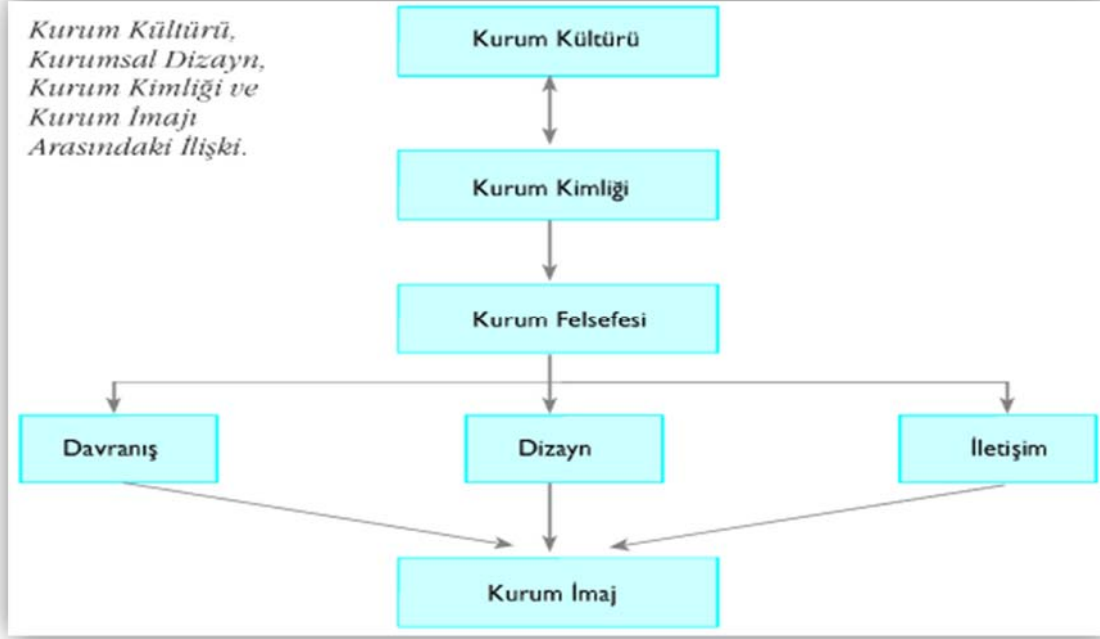 Kurum Kültürü,
Kurumsal Dizayn,
Kurum Kimliği ve
Kurum İmajı
Arasındaki İlişki.
Kurum Kültürü
Kurum Kimliği
Kurum Felsefesi
Davranış
Dizayn
İletişim
Kurum İmaj